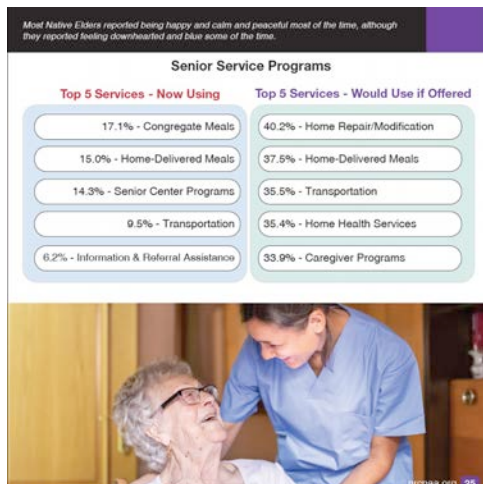 Most Native Elders reported being happy and calm and peaceful most of the time, although
they reported feeling downhearted and blue some of the time.
Senior Service Programs
Top 5 Services - Now Using
17.1% - Congregate Meals
15.0% - Home-Delivered Meals
14.3% - Senior Center Programs
9.5% - Transportation
6.2% - Information & Referral Assistance
Top 5 Services - Would Use if Offered
40.2% - Home Repair/Modification
37.5% - Home-Delivered Meals
35.5% - Transportation
35.4% - Home Health Services
33.9% - Caregiver Programs
25